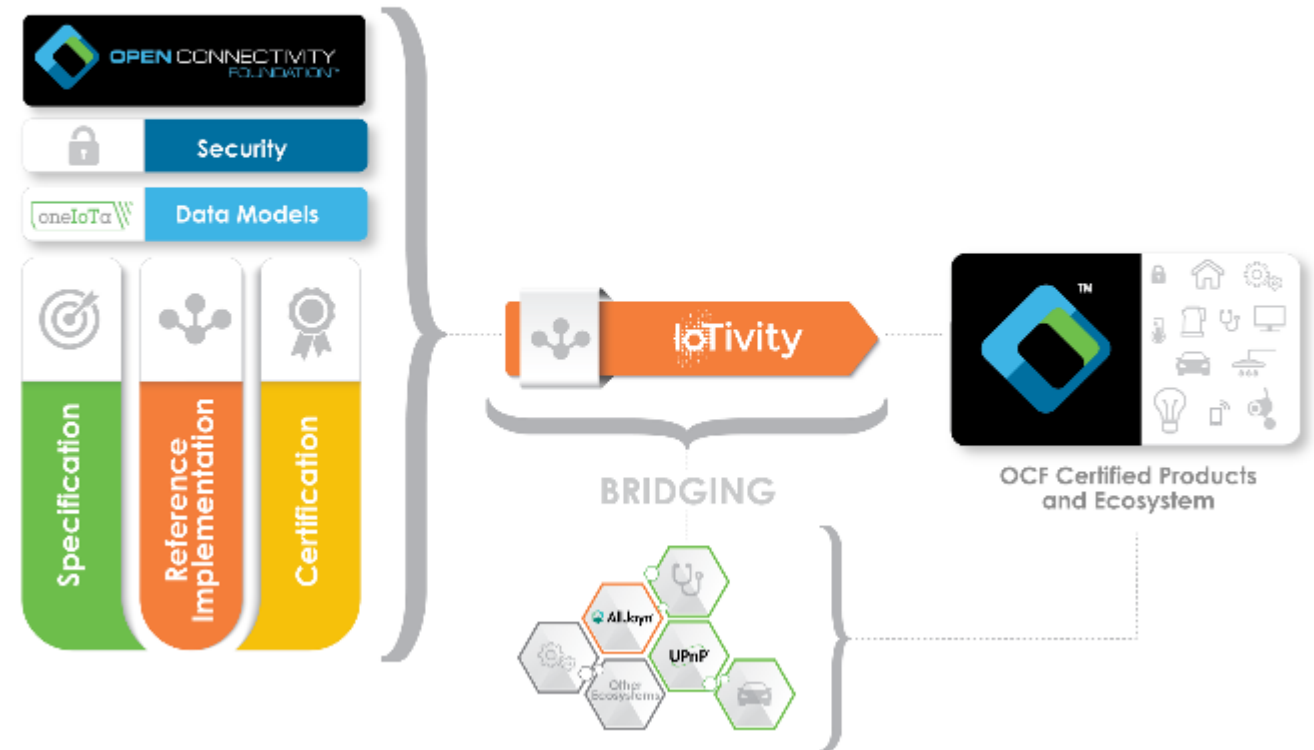 OPEN CONNECTIVITY
FOUNDATION™
Security
oneIoTa
Data Models
Specification
Reference
Implementation
Certification
IoTivity
BRIDGING
AllJoyn®
UPnP®
Other
Ecosystems
TM
OCF Certified Products
and Ecosystem